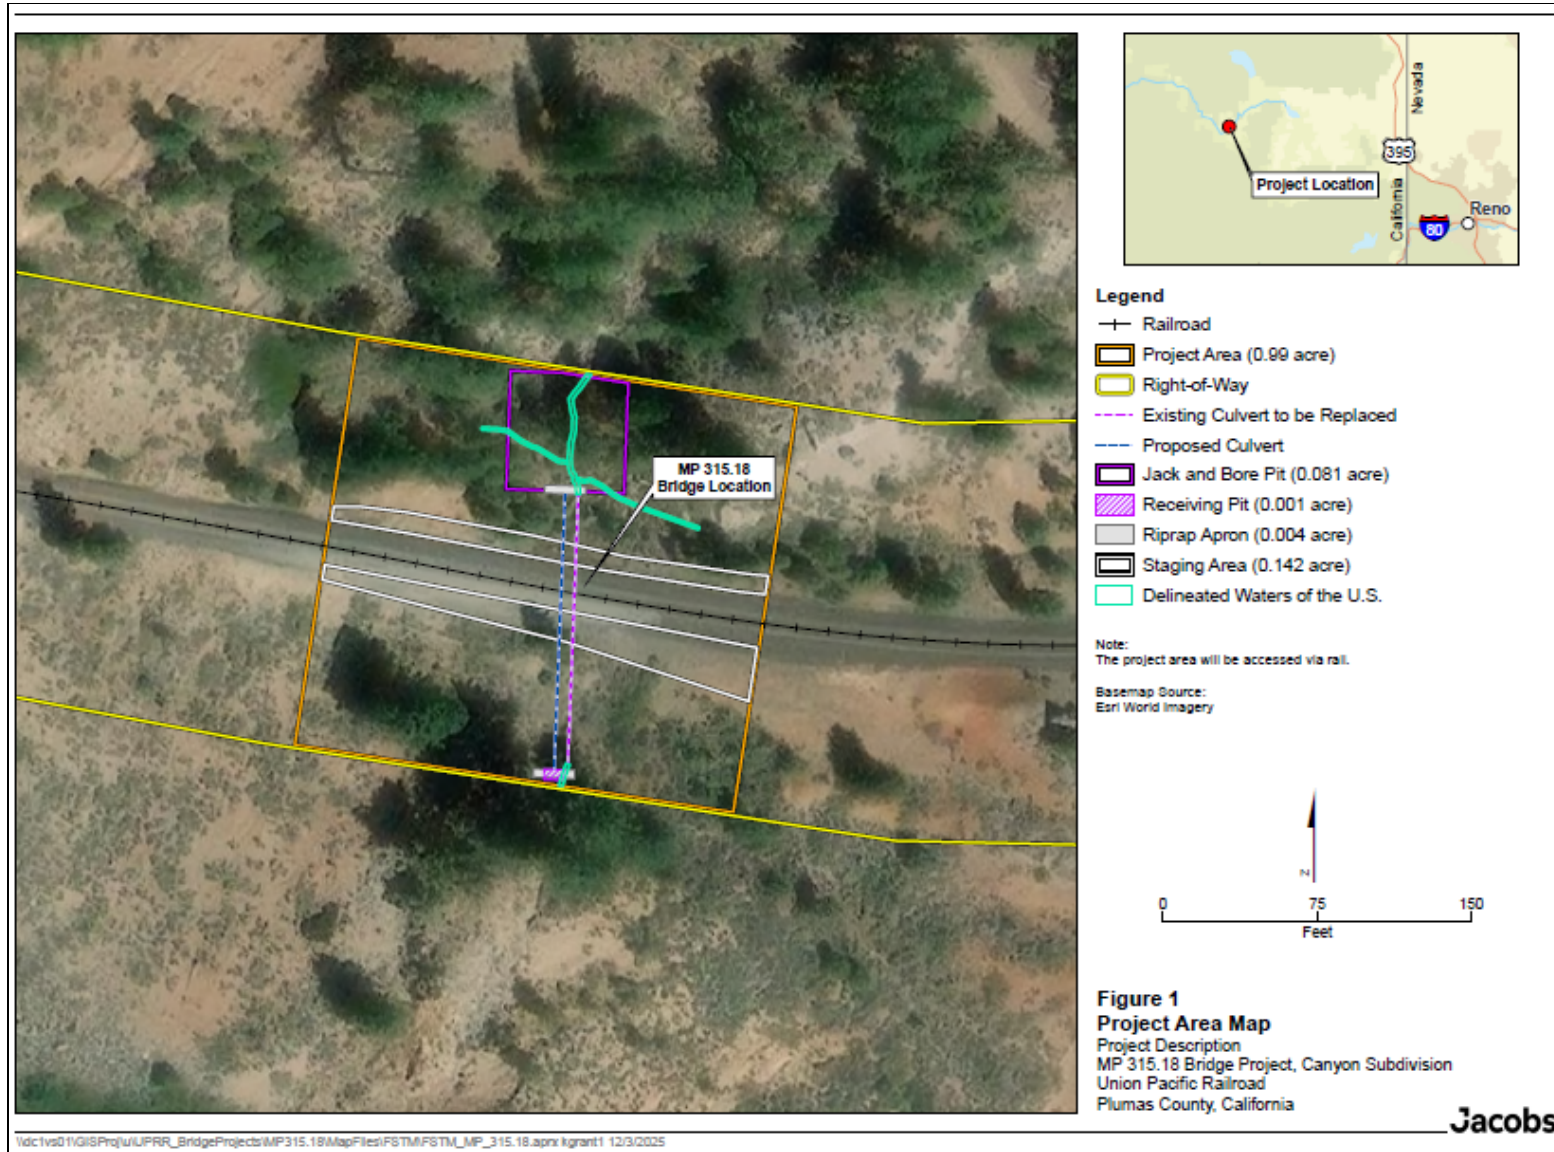 Nevada
395
Project Location
California
Reno
80
Legend
Railroad
Project Area (0.99 acre)
Right-of-Way
Existing Culvert to be Replaced
Proposed Culvert
Jack and Bore Pit (0.081 acre)
Receiving Pit (0.001 acre)
Riprap Apron (0.004 acre)
Staging Area (0.142 acre)
Delineated Waters of the U.S.
MP 315.18
Bridge Location
Note:
The project area will be accessed via rail.
Basemap Source:
Esri World Imagery
N
0 75 150
Feet
Figure 1
Project Area Map
Project Description
MP 315.18 Bridge Project, Canyon Subdivision
Union Pacific Railroad
Plumas County, California
Jacobs
\\dc1vs01\GISProj\u\UPRR_BridgeProjects\MP315.18\MapFiles\FSTM\FSTM_MP_315.18.aprx kgrant1 12/3/2025